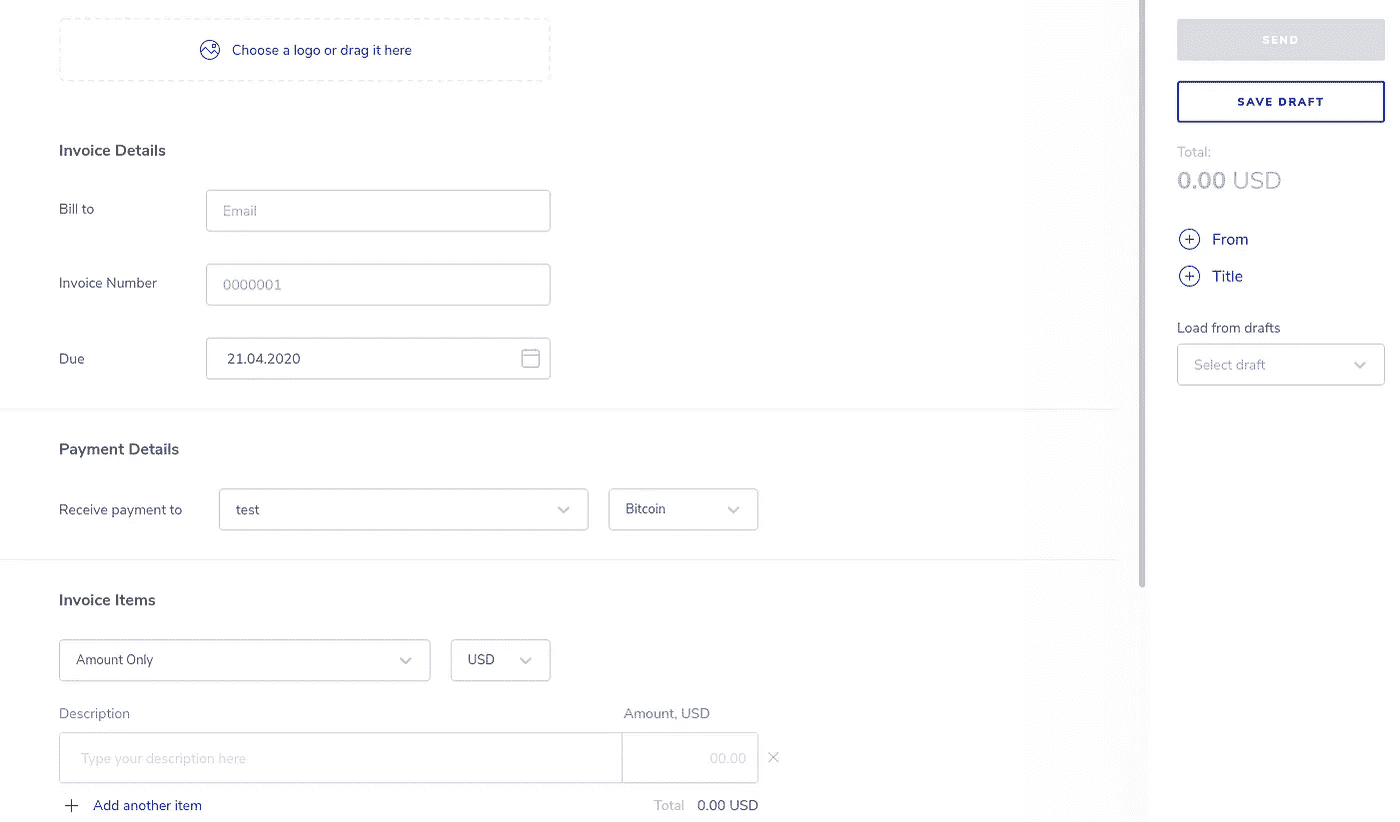 Choose a logo or drag it here
Invoice Details
Bill to
Email
Invoice Number
0000001
Due
21.04.2020
Payment Details
Receive payment to
test
Bitcoin
Invoice Items
Amount Only
USD
Description
Amount, USD
Type your description here
00.00
Add another item
Total 0.00 USD
SEND
SAVE DRAFT
Total:
0.00 USD
From
Title
Load from drafts
Select draft